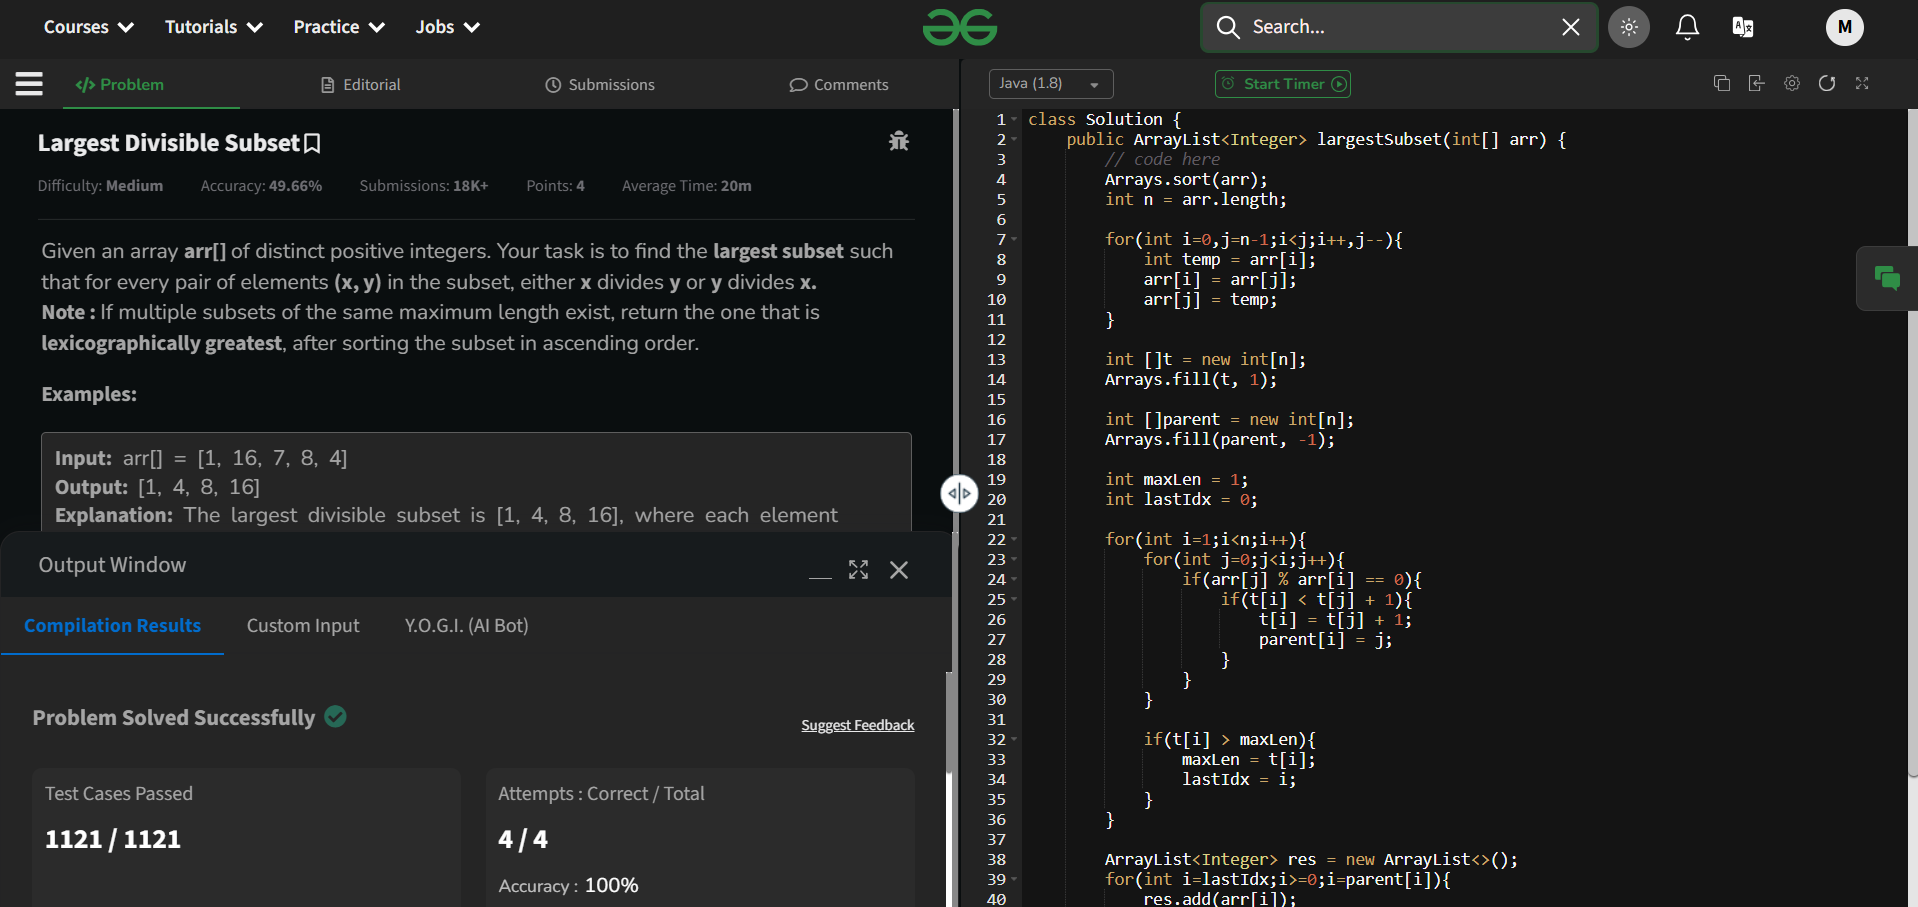 Courses Tutorials Practice Jobs Search... M
Problem Editorial Submissions Comments
Largest Divisible Subset
Difficulty: Medium Accuracy: 49.66% Submissions: 18K+ Points: 4 Average Time: 20m
Given an array arr[] of distinct positive integers. Your task is to find the largest subset such
that for every pair of elements (x, y) in the subset, either x divides y or y divides x.
Note : If multiple subsets of the same maximum length exist, return the one that is
lexicographically greatest, after sorting the subset in ascending order.
Examples:
Input: arr[] = [1, 16, 7, 8, 4]
Output: [1, 4, 8, 16]
Explanation: The largest divisible subset is [1, 4, 8, 16], where each element
Output Window
Compilation Results Custom Input Y.O.G.I. (AI Bot)
Problem Solved Successfully
Suggest Feedback
Test Cases Passed
1121 / 1121
Attempts : Correct / Total
4 / 4
Accuracy : 100%
Java (1.8) Start Timer
1 class Solution {
2 public ArrayList<Integer> largestSubset(int[] arr) {
3 // code here
4 Arrays.sort(arr);
5 int n = arr.length;
6
7 for(int i=0,j=n-1;i<j;i++,j--){
8 int temp = arr[i];
9 arr[i] = arr[j];
10 arr[j] = temp;
11 }
12
13 int []t = new int[n];
14 Arrays.fill(t, 1);
15
16 int []parent = new int[n];
17 Arrays.fill(parent, -1);
18
19 int maxLen = 1;
20 int lastIdx = 0;
21
22 for(int i=1;i<n;i++){
23 for(int j=0;j<i;j++){
24 if(arr[j] % arr[i] == 0){
25 if(t[i] < t[j] + 1){
26 t[i] = t[j] + 1;
27 parent[i] = j;
28 }
29 }
30 }
31
32 if(t[i] > maxLen){
33 maxLen = t[i];
34 lastIdx = i;
35 }
36 }
37
38 ArrayList<Integer> res = new ArrayList<>();
39 for(int i=lastIdx;i>=0;i=parent[i]){
40 res.add(arr[i]);